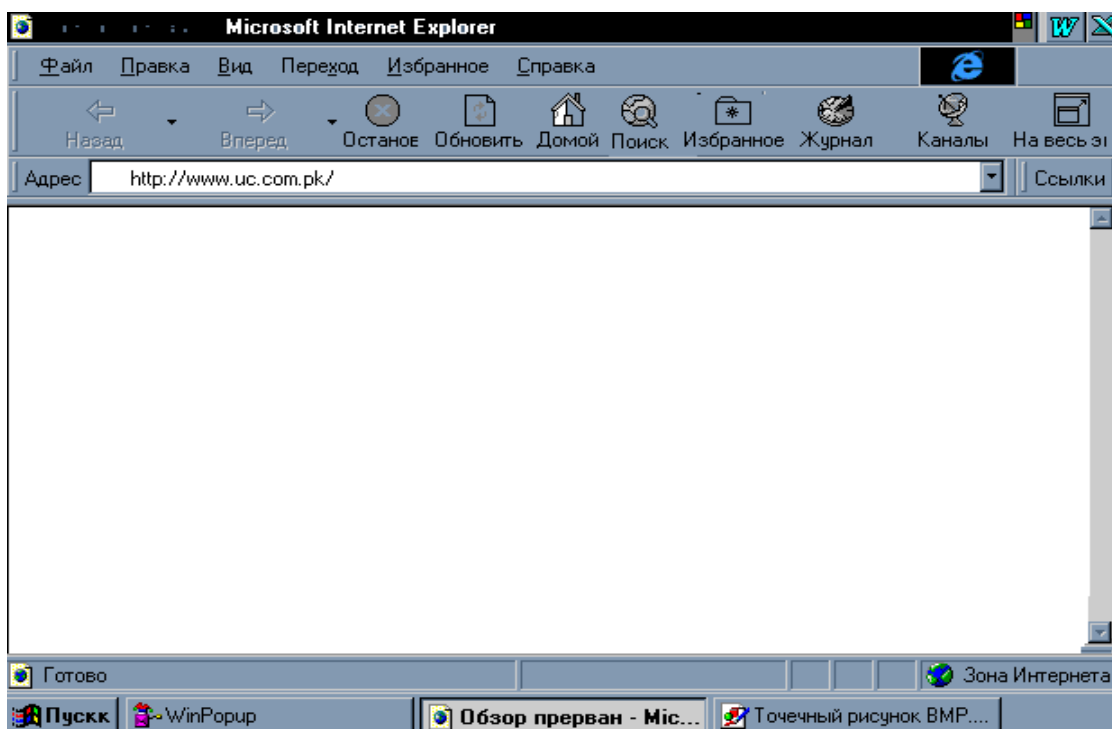 Microsoft Internet Explorer
Файл Правка Вид Переход Избранное Справка
Назад Вперед Останов Обновить Домой Поиск Избранное Журнал Каналы На весь эк
Адрес http://www.uc.com.pk/ Ссылки
Готово Зона Интернета
Пускк WinPopup Обзор прерван - Mic... Точечный рисунок BMP....